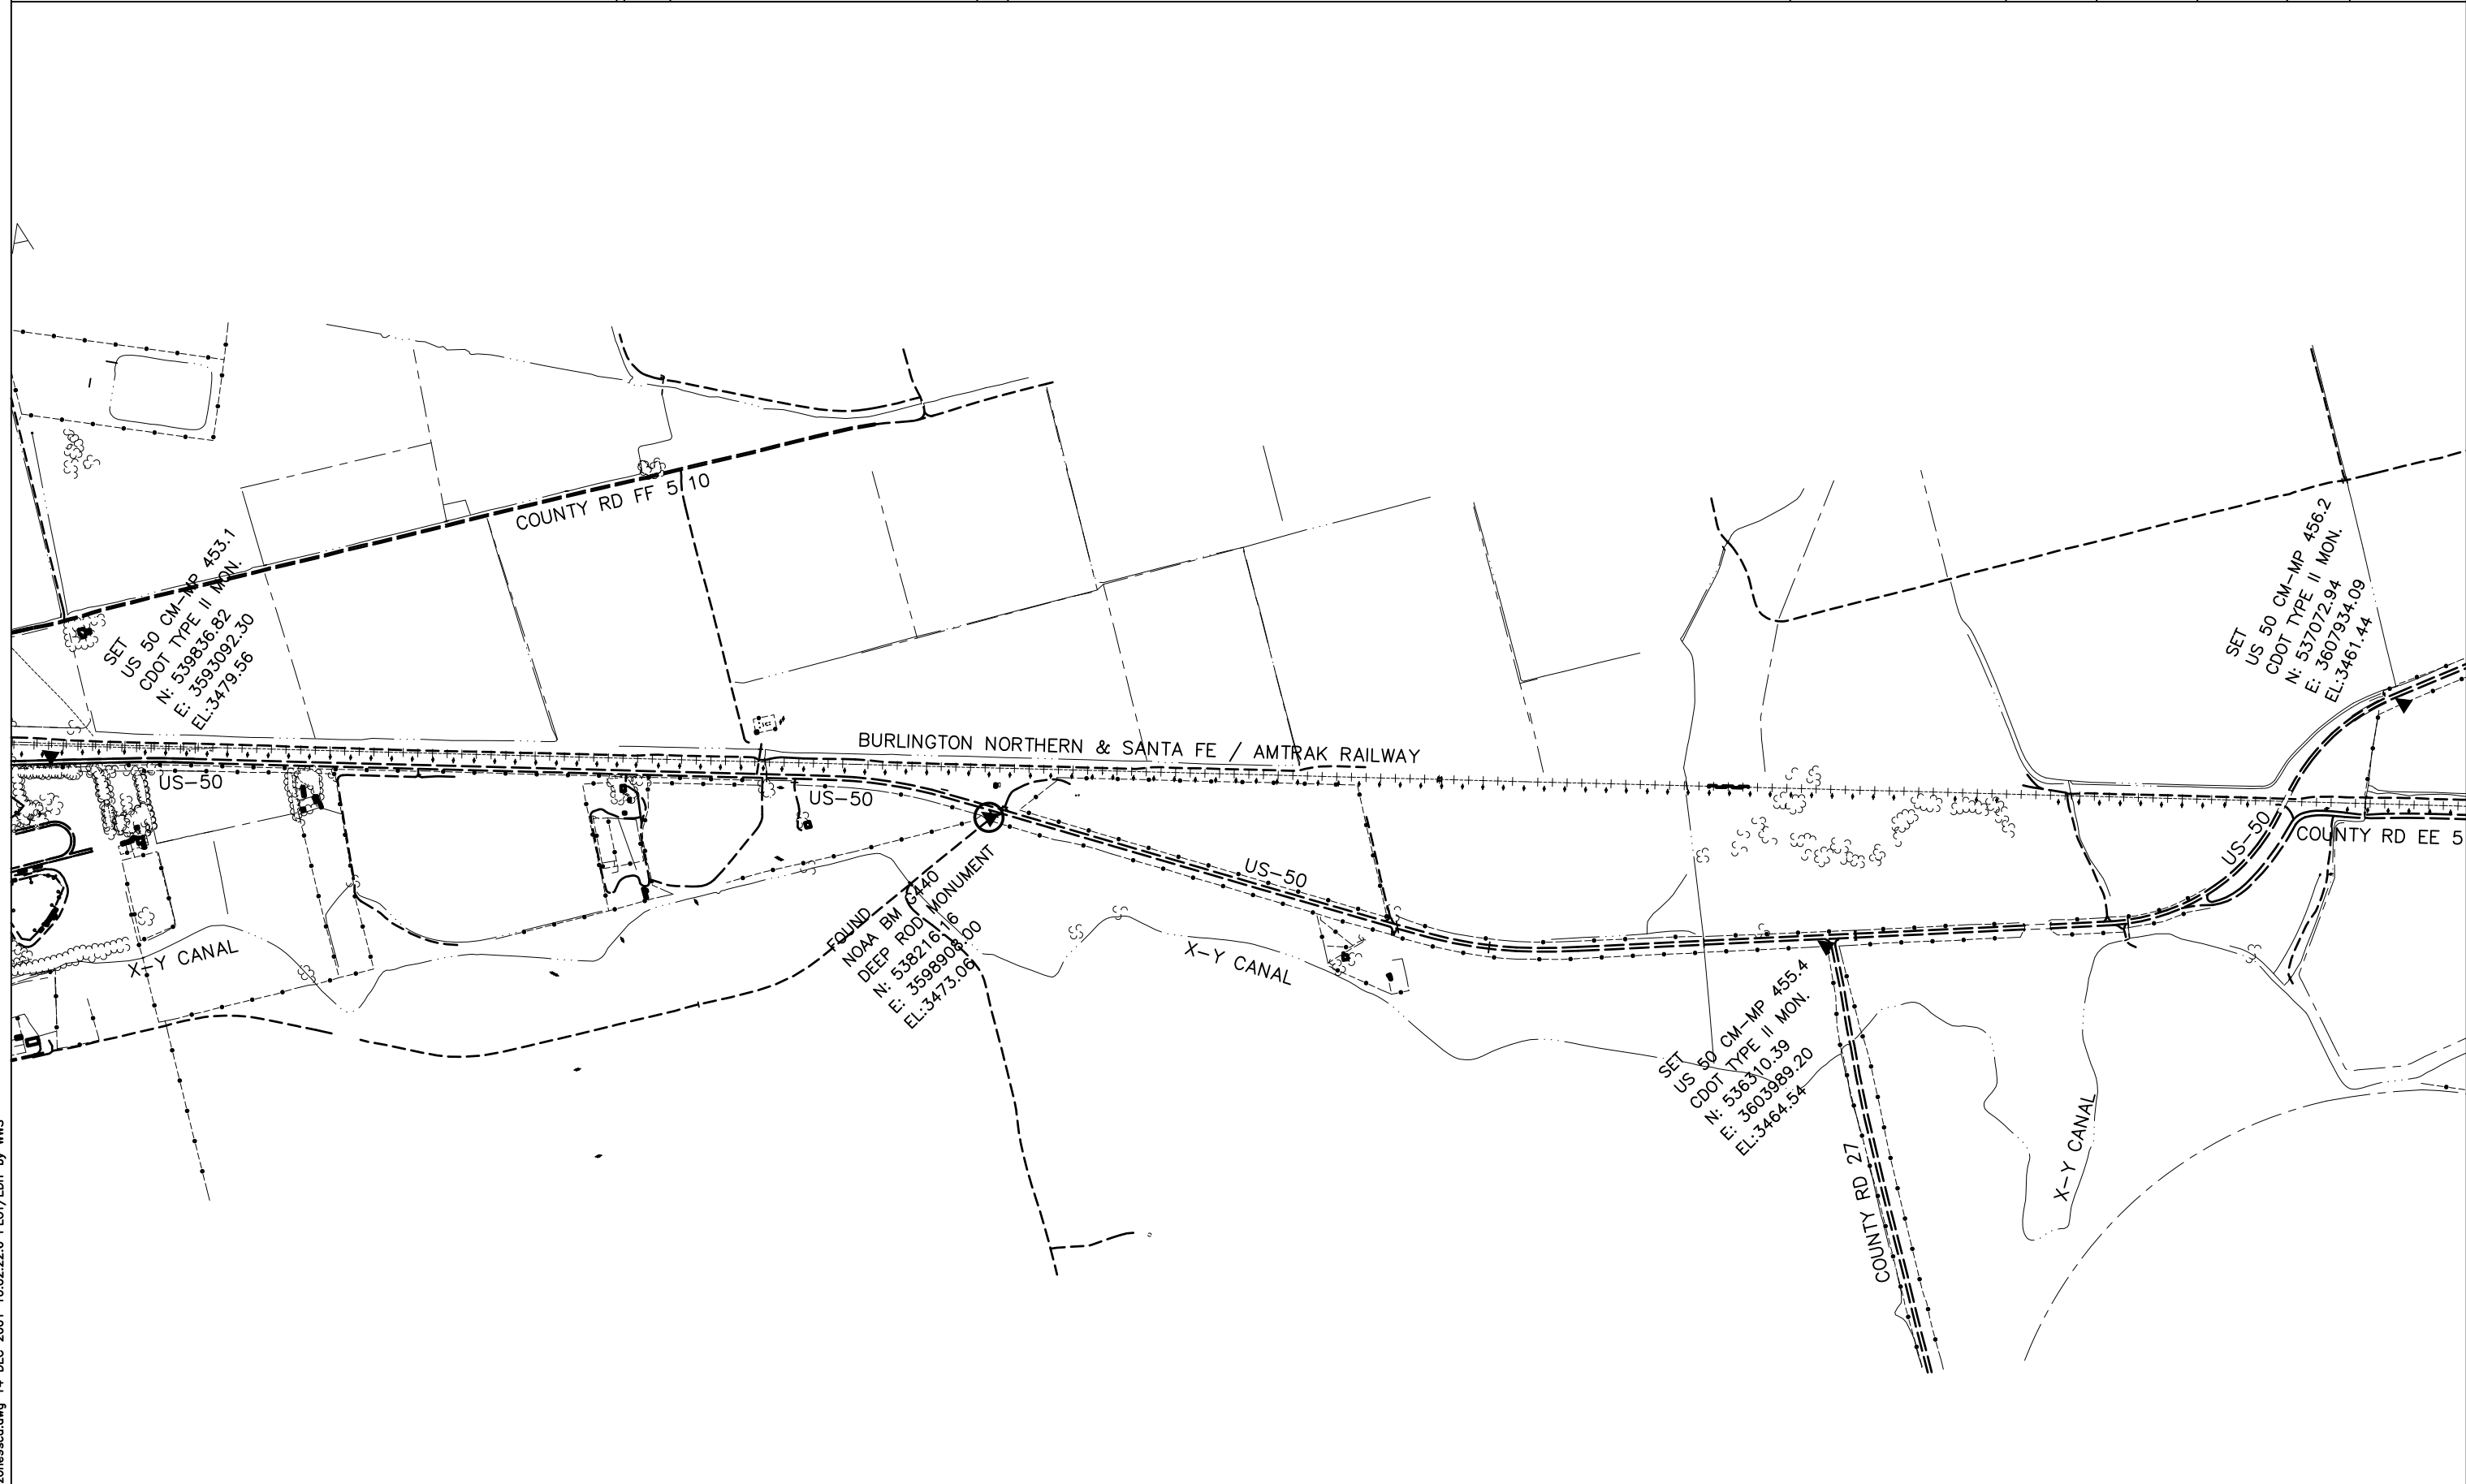 COUNTY RD FF 5/10
SET
US 50 CM-MP 453.1
CDOT TYPE II MON.
N: 539836.82
E: 3593092.30
EL:3479.56
SET
US 50 CM-MP 456.2
CDOT TYPE II MON.
N: 537072.94
E: 3607934.09
EL:3461.44
BURLINGTON NORTHERN & SANTA FE / AMTRAK RAILWAY
US-50
US-50
US-50
US-50
COUNTY RD EE 5
FOUND
NOAA BM G440
DEEP ROD MONUMENT
N: 538216.16
E: 3598908.00
EL:3473.06
X-Y CANAL
X-Y CANAL
SET
US 50 CM-MP 455.4
CDOT TYPE II MON.
N: 536310.39
E: 3603989.20
EL:3464.54
COUNTY RD 27
X-Y CANAL